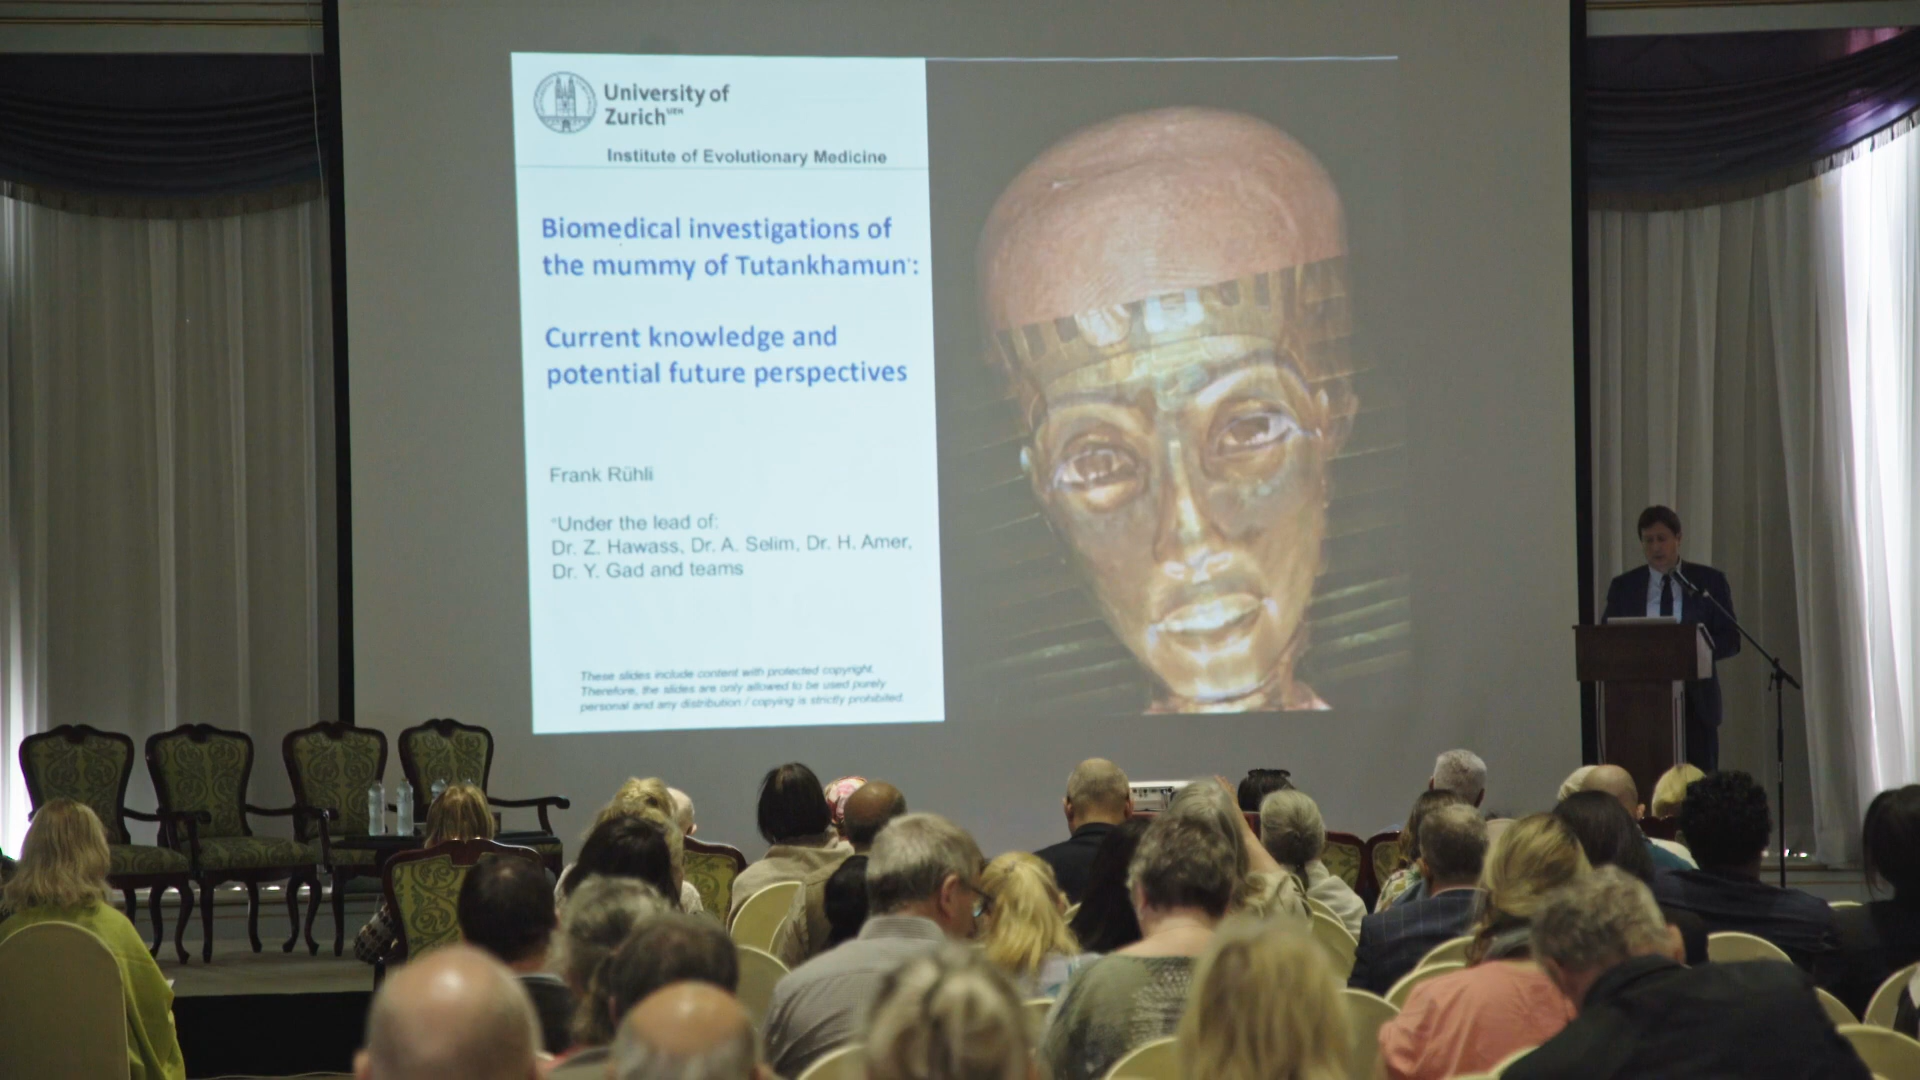 University of
Zurich UZH
Institute of Evolutionary Medicine
Biomedical investigations of
the mummy of Tutankhamun*:
Current knowledge and
potential future perspectives
Frank Rühli
*Under the lead of:
Dr. Z. Hawass, Dr. A. Selim, Dr. H. Amer,
Dr. Y. Gad and teams
These slides include content with protected copyright.
Therefore, the slides are only allowed to be used purely
personal and any distribution / copying is strictly prohibited.